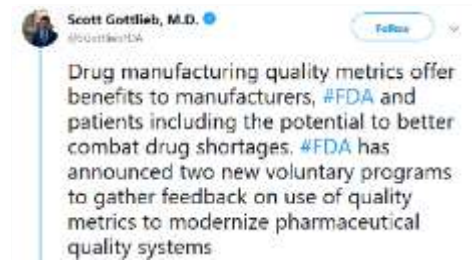 Scott Gottlieb, M.D.
Follow
@SGottliebFDA
Drug manufacturing quality metrics offer
benefits to manufacturers, #FDA and
patients including the potential to better
combat drug shortages. #FDA has
announced two new voluntary programs
to gather feedback on use of quality
metrics to modernize pharmaceutical
quality systems